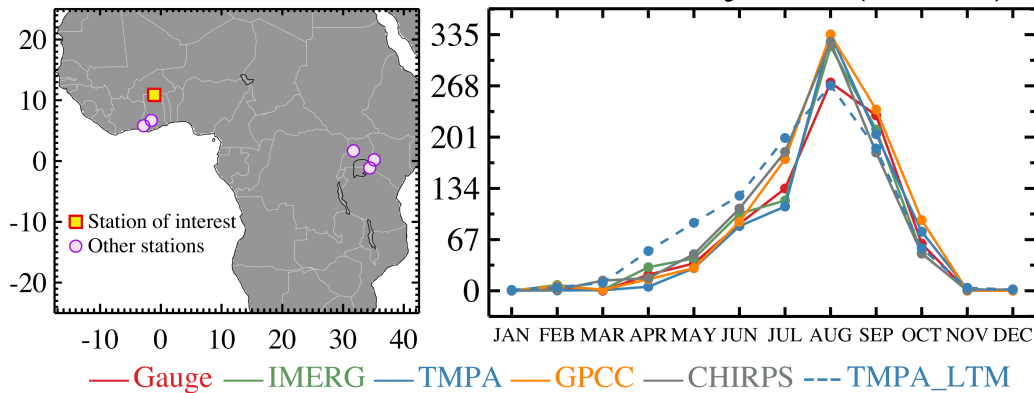 20
10
0
-10
-20
Station of interest
Other stations
-10 0 10 20 30 40
335
268
201
134
67
0
JAN FEB MAR APR MAY JUN JUL AUG SEP OCT NOV DEC
Gauge IMERG TMPA GPCC CHIRPS TMPA_LTM